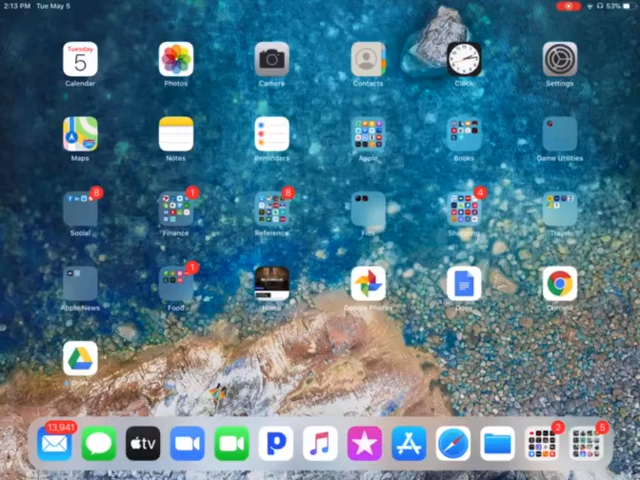 2:13 PM Tue May 5 53%
Tuesday
5
Calendar Photos Camera Contacts Clock Settings
Maps Notes Reminders Apple Books Game Utilities
8 1 8 4
Social Finance Reference Shopping Travel
1
Apple News Food Home Google Photos Docs Chrome
13,941 2 5
tv